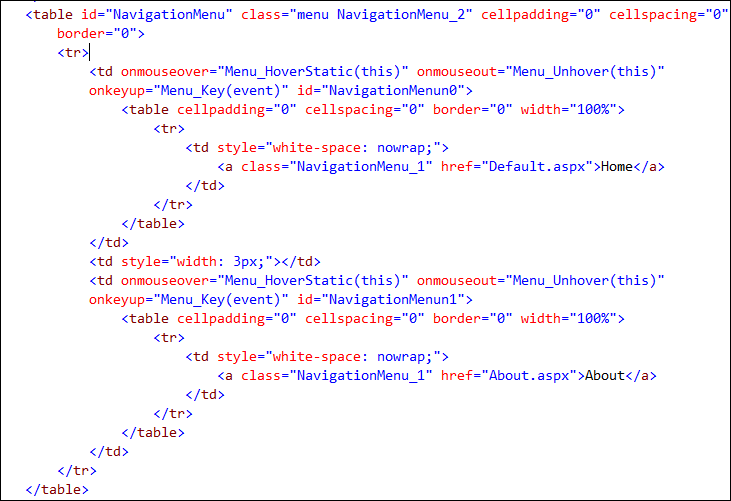 <table id="NavigationMenu" class="menu NavigationMenu_2" cellpadding="0" cellspacing="0"
border="0">
<tr>
<td onmouseover="Menu_HoverStatic(this)" onmouseout="Menu_Unhover(this)"
onkeyup="Menu_Key(event)" id="NavigationMenun0">
<table cellpadding="0" cellspacing="0" border="0" width="100%">
<tr>
<td style="white-space: nowrap;">
<a class="NavigationMenu_1" href="Default.aspx">Home</a>
</td>
</tr>
</table>
</td>
<td style="width: 3px;"></td>
<td onmouseover="Menu_HoverStatic(this)" onmouseout="Menu_Unhover(this)"
onkeyup="Menu_Key(event)" id="NavigationMenun1">
<table cellpadding="0" cellspacing="0" border="0" width="100%">
<tr>
<td style="white-space: nowrap;">
<a class="NavigationMenu_1" href="About.aspx">About</a>
</td>
</tr>
</table>
</td>
</tr>
</table>